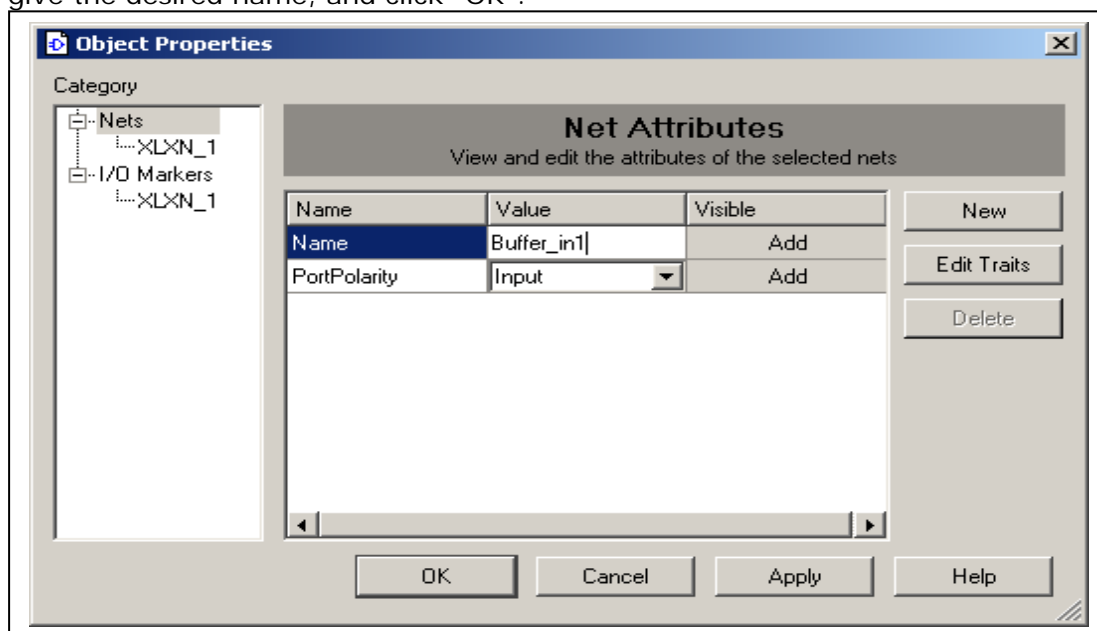 give the desired name, and click "OK".
Object Properties
Category
Nets
XLXN_1
I/O Markers
XLXN_1
Net Attributes
View and edit the attributes of the selected nets
Name Value Visible
Name Buffer_in1 Add
PortPolarity Input Add
New
Edit Traits
Delete
OK Cancel Apply Help